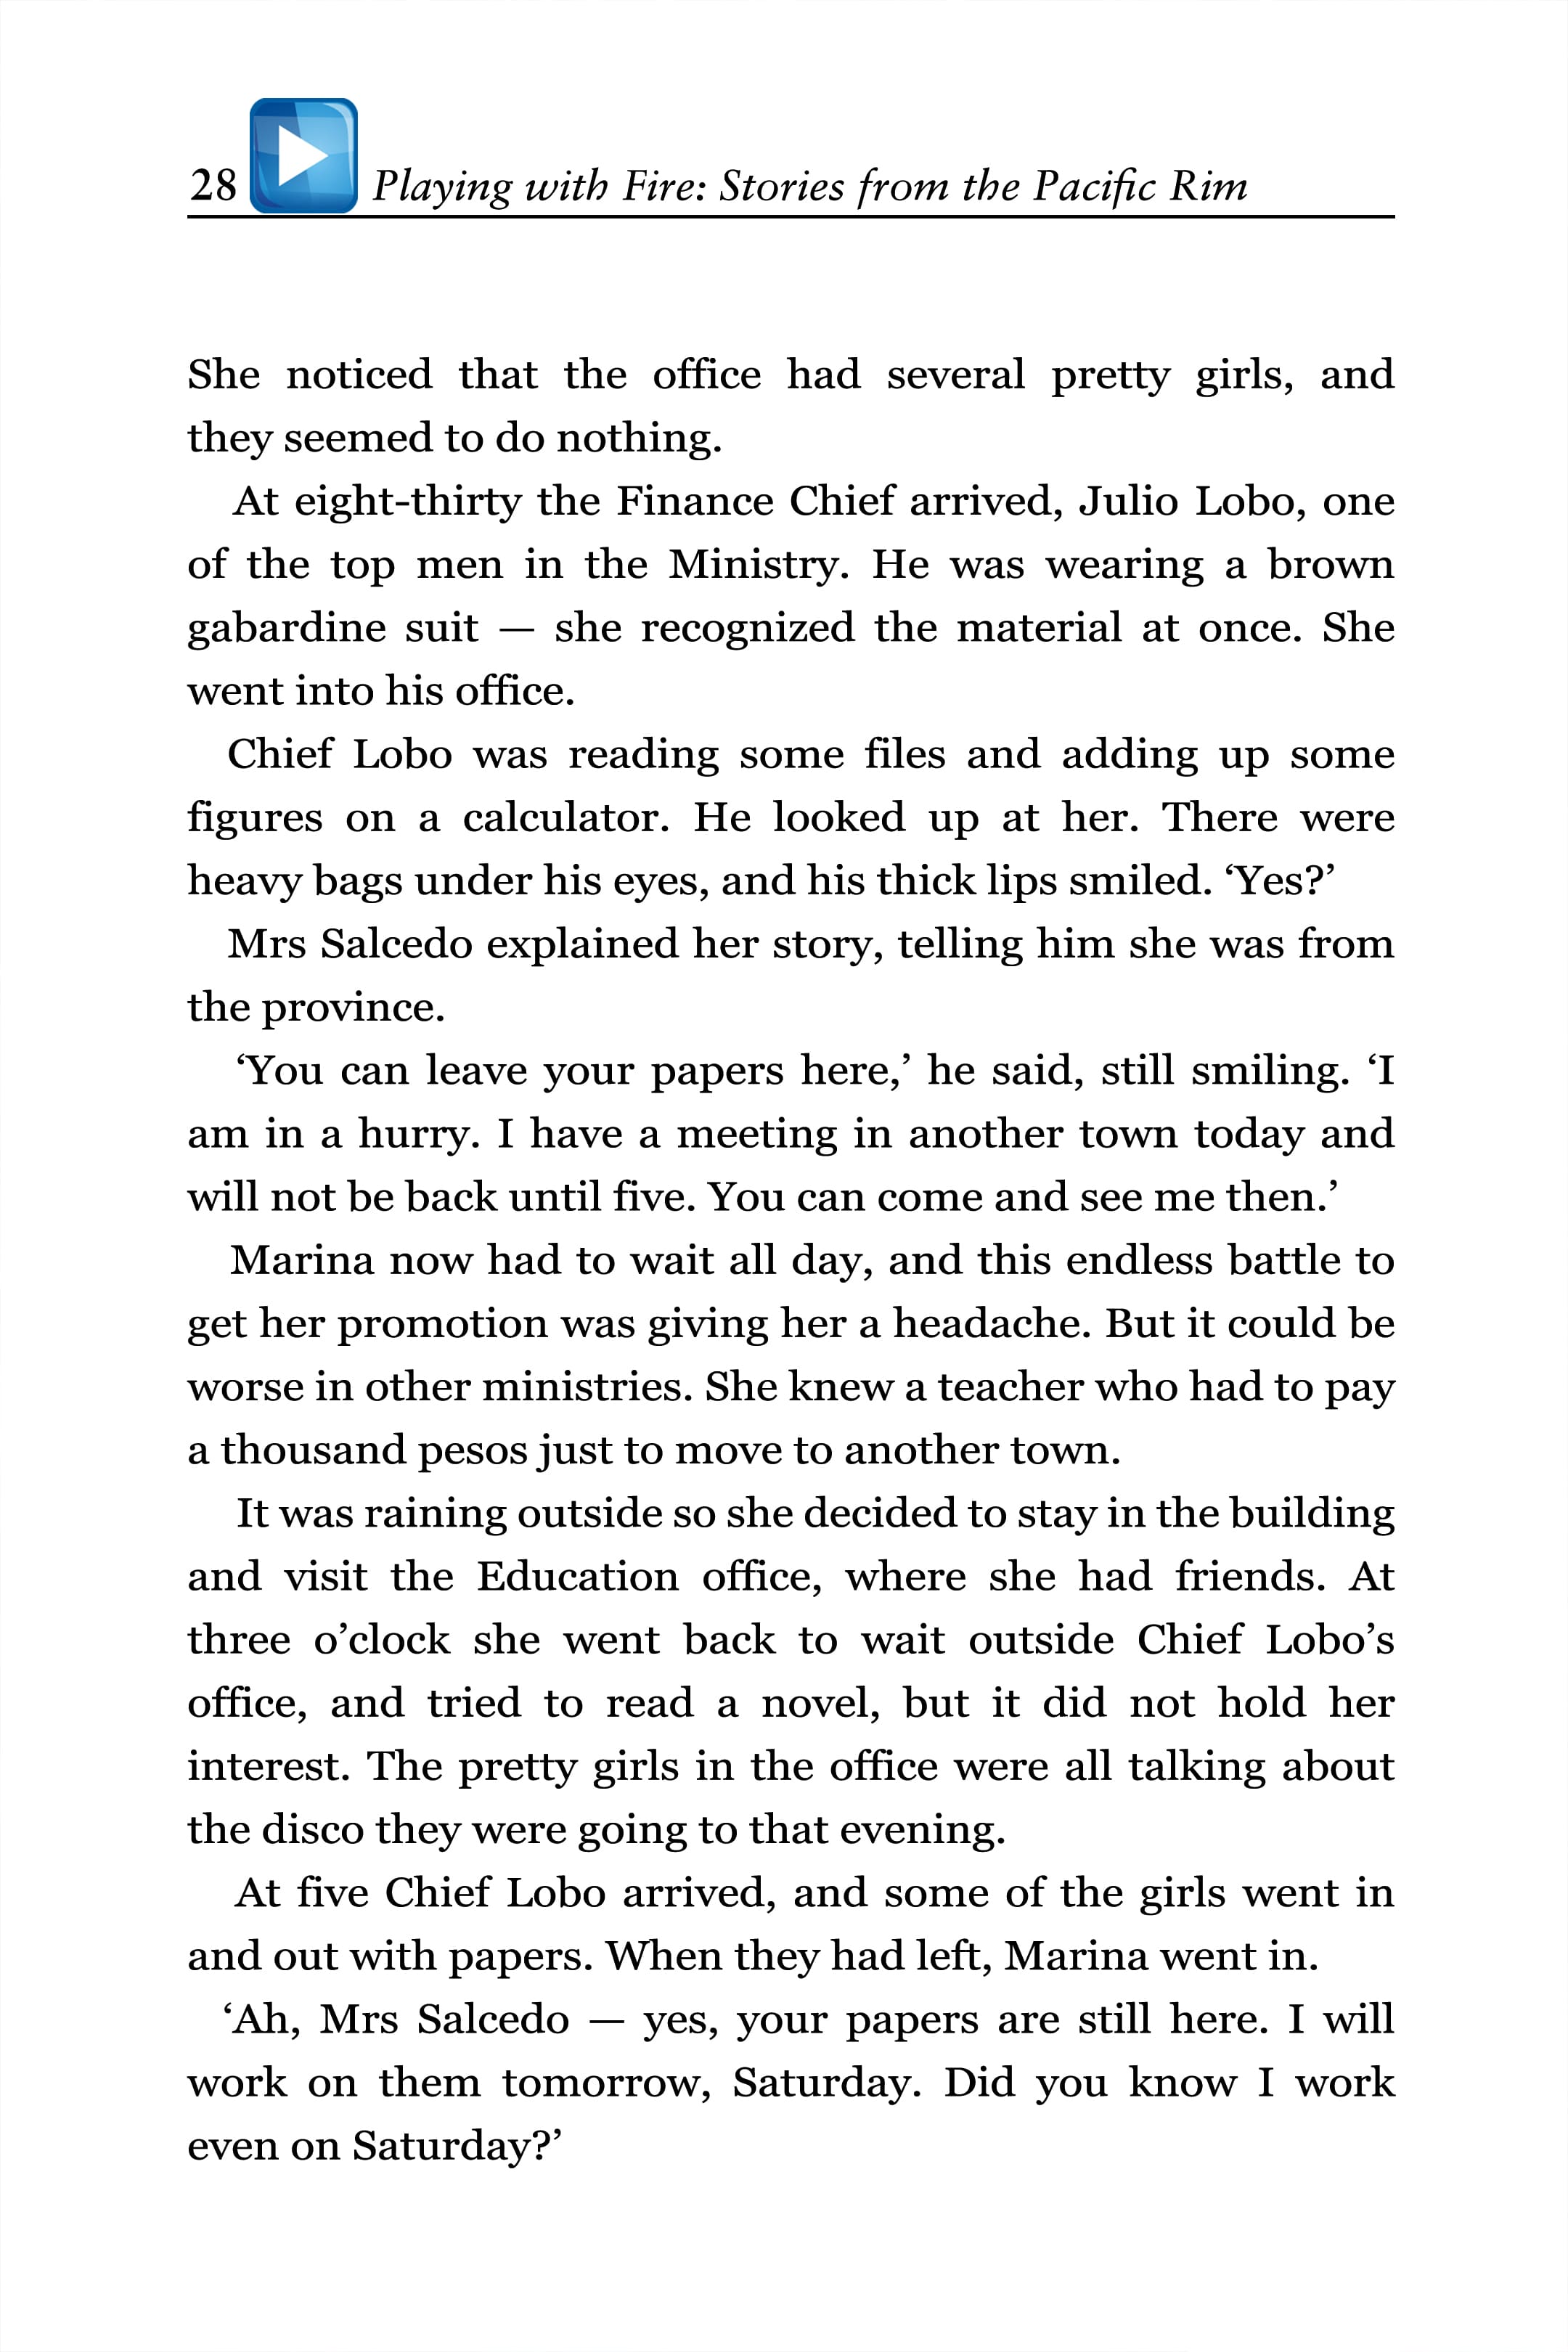 28 Playing with Fire: Stories from the Pacific Rim
She noticed that the office had several pretty girls, and
they seemed to do nothing.
At eight-thirty the Finance Chief arrived, Julio Lobo, one
of the top men in the Ministry. He was wearing a brown
gabardine suit — she recognized the material at once. She
went into his office.
Chief Lobo was reading some files and adding up some
figures on a calculator. He looked up at her. There were
heavy bags under his eyes, and his thick lips smiled. ‘Yes?’
Mrs Salcedo explained her story, telling him she was from
the province.
‘You can leave your papers here,’ he said, still smiling. ‘I
am in a hurry. I have a meeting in another town today and
will not be back until five. You can come and see me then.’
Marina now had to wait all day, and this endless battle to
get her promotion was giving her a headache. But it could be
worse in other ministries. She knew a teacher who had to pay
a thousand pesos just to move to another town.
It was raining outside so she decided to stay in the building
and visit the Education office, where she had friends. At
three o’clock she went back to wait outside Chief Lobo’s
office, and tried to read a novel, but it did not hold her
interest. The pretty girls in the office were all talking about
the disco they were going to that evening.
At five Chief Lobo arrived, and some of the girls went in
and out with papers. When they had left, Marina went in.
‘Ah, Mrs Salcedo — yes, your papers are still here. I will
work on them tomorrow, Saturday. Did you know I work
even on Saturday?’